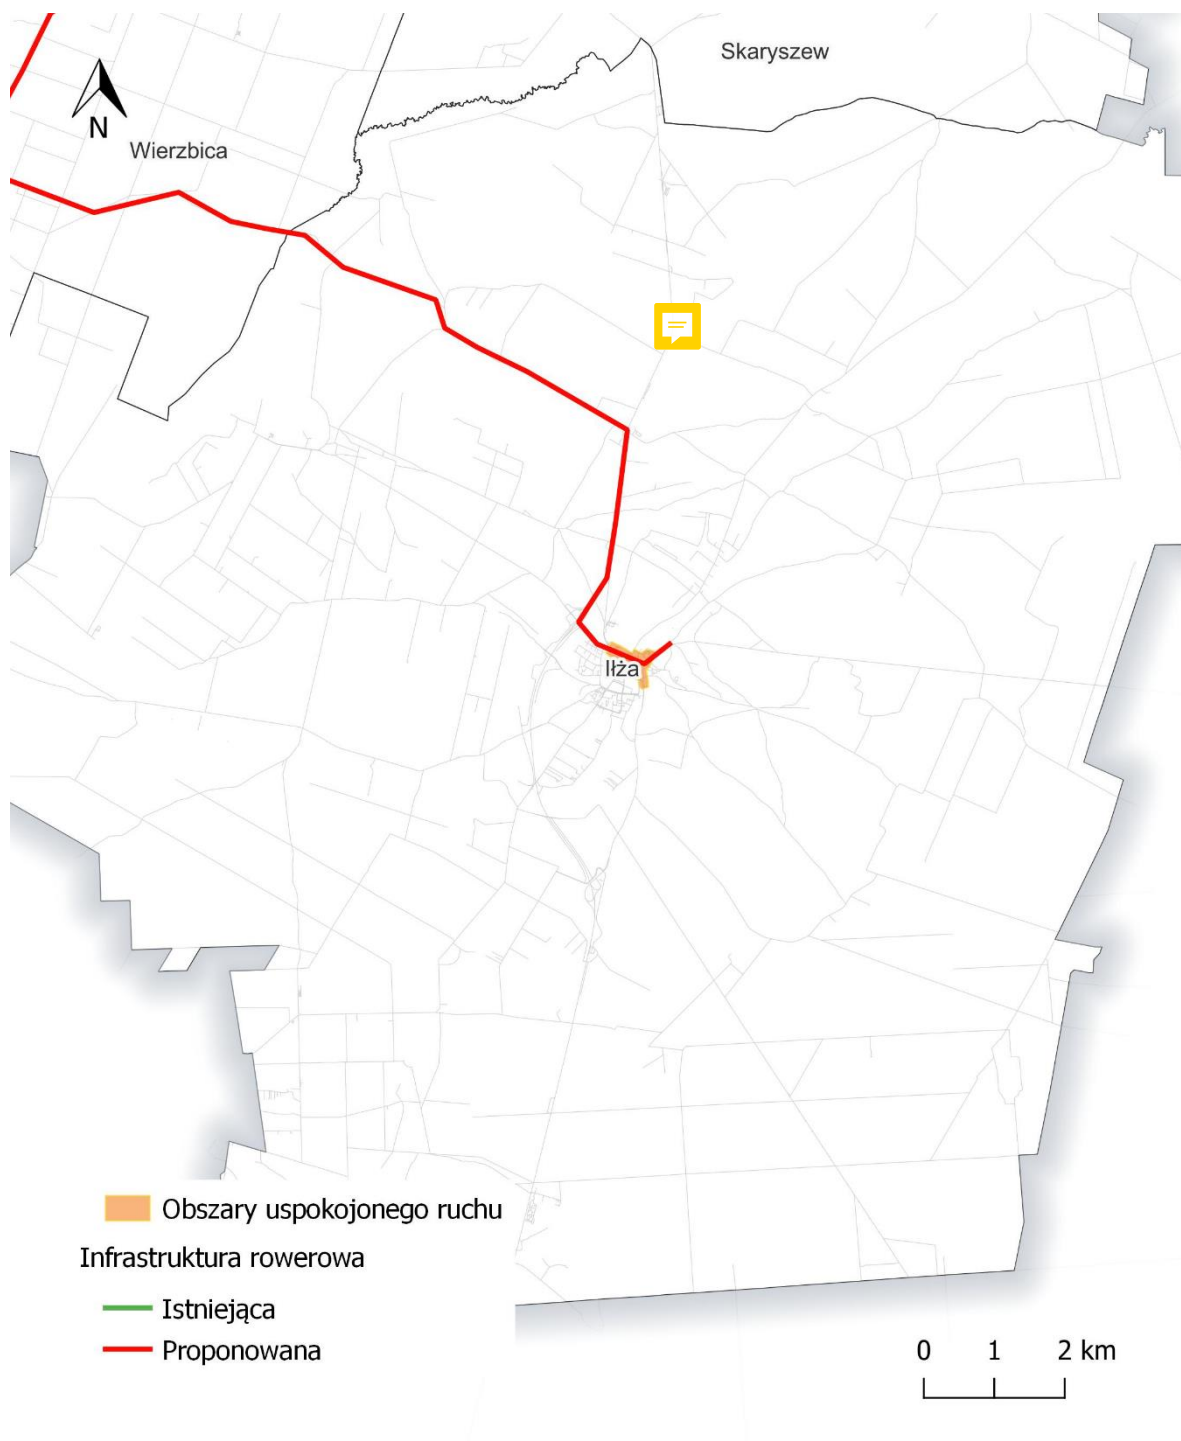 Skaryszew
N
Wierzbica
Iłża
Obszary uspokojonego ruchu
Infrastruktura rowerowa
Istniejąca
Proponowana
0 1 2 km